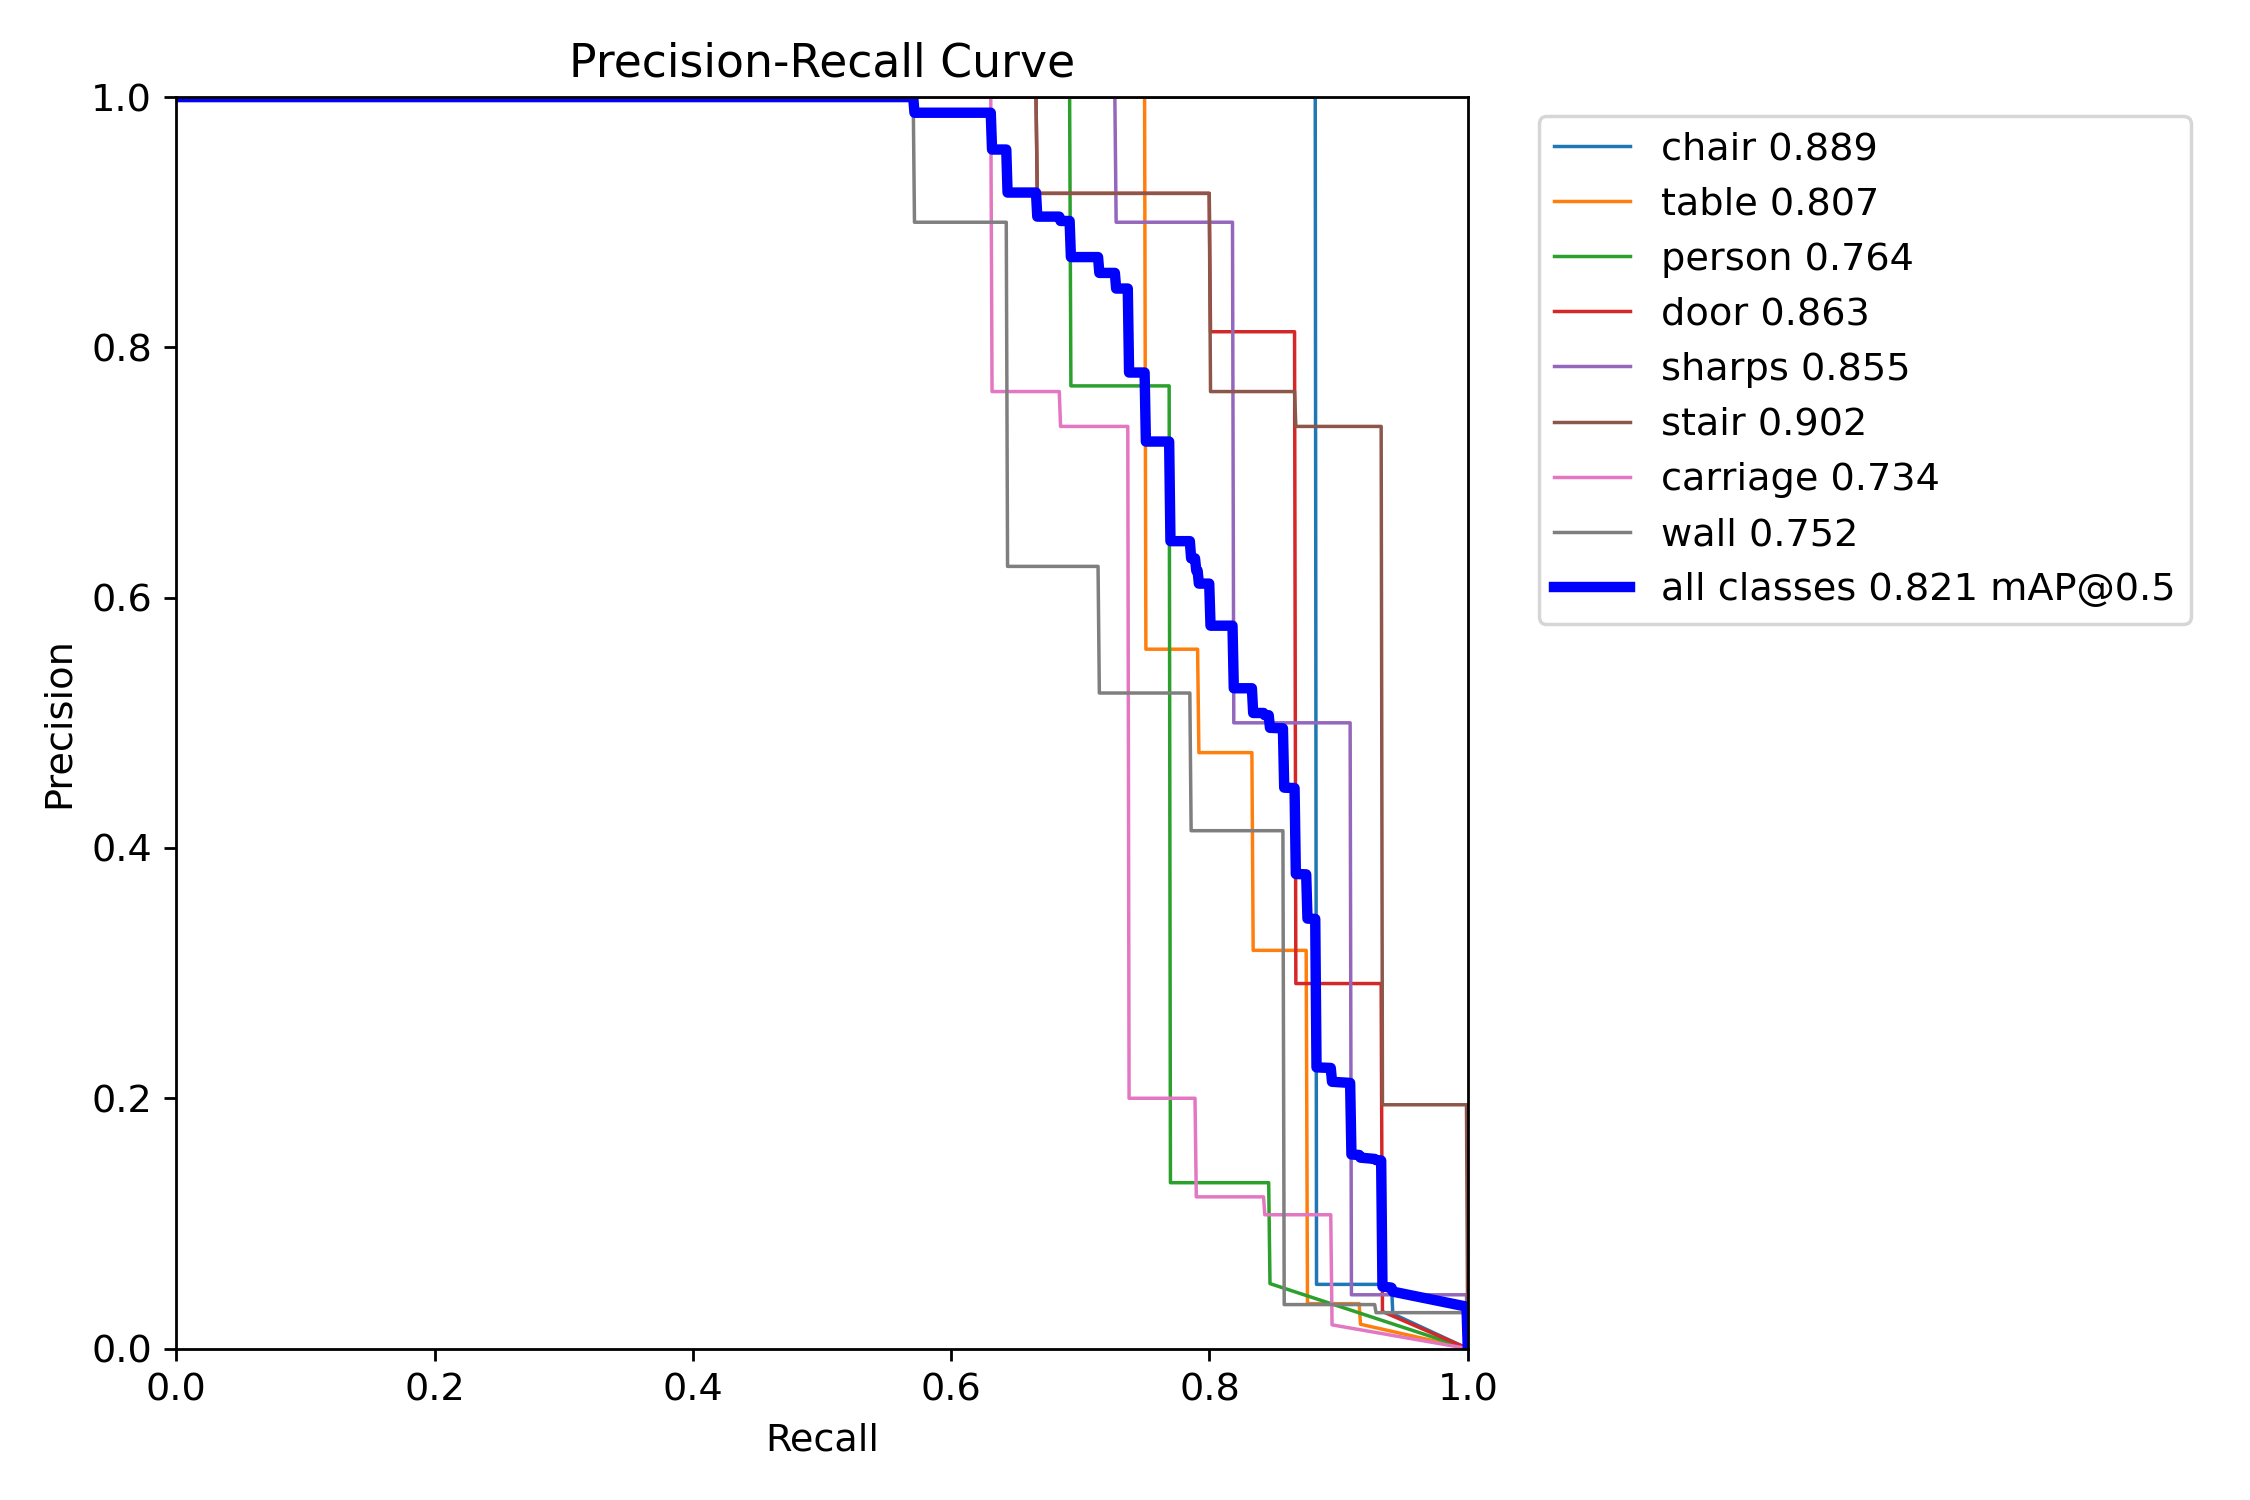 Precision-Recall Curve
1.0
0.8
0.6
0.4
0.2
0.0
Precision
0.0 0.2 0.4 0.6 0.8 1.0
Recall
chair 0.889
table 0.807
person 0.764
door 0.863
sharps 0.855
stair 0.902
carriage 0.734
wall 0.752
all classes 0.821 mAP@0.5